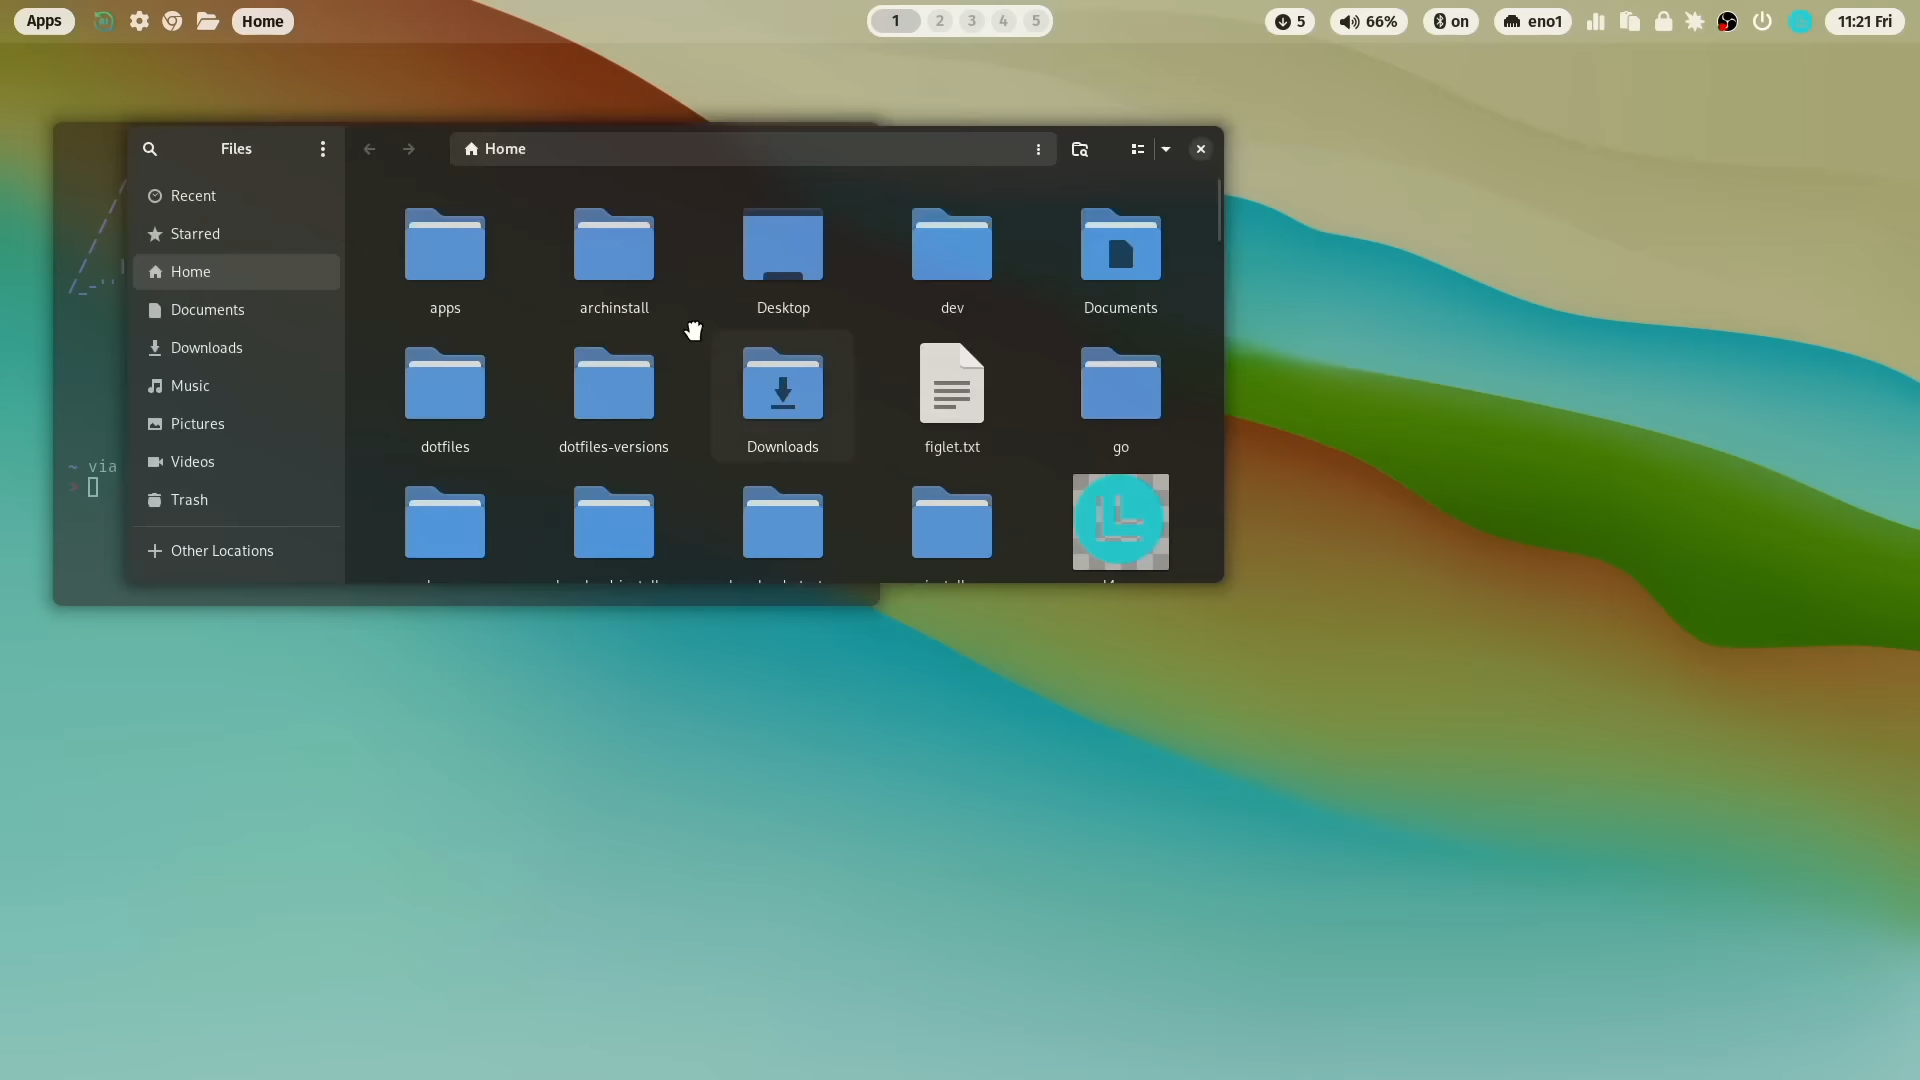 Apps
Home
1 2 3 4 5
5
66%
on
eno1
11:21 Fri
Files
Home
Recent
Starred
Home
Documents
Downloads
Music
Pictures
Videos
Trash
Other Locations
apps
archinstall
Desktop
dev
Documents
dotfiles
dotfiles-versions
Downloads
figlet.txt
go
~ via
>